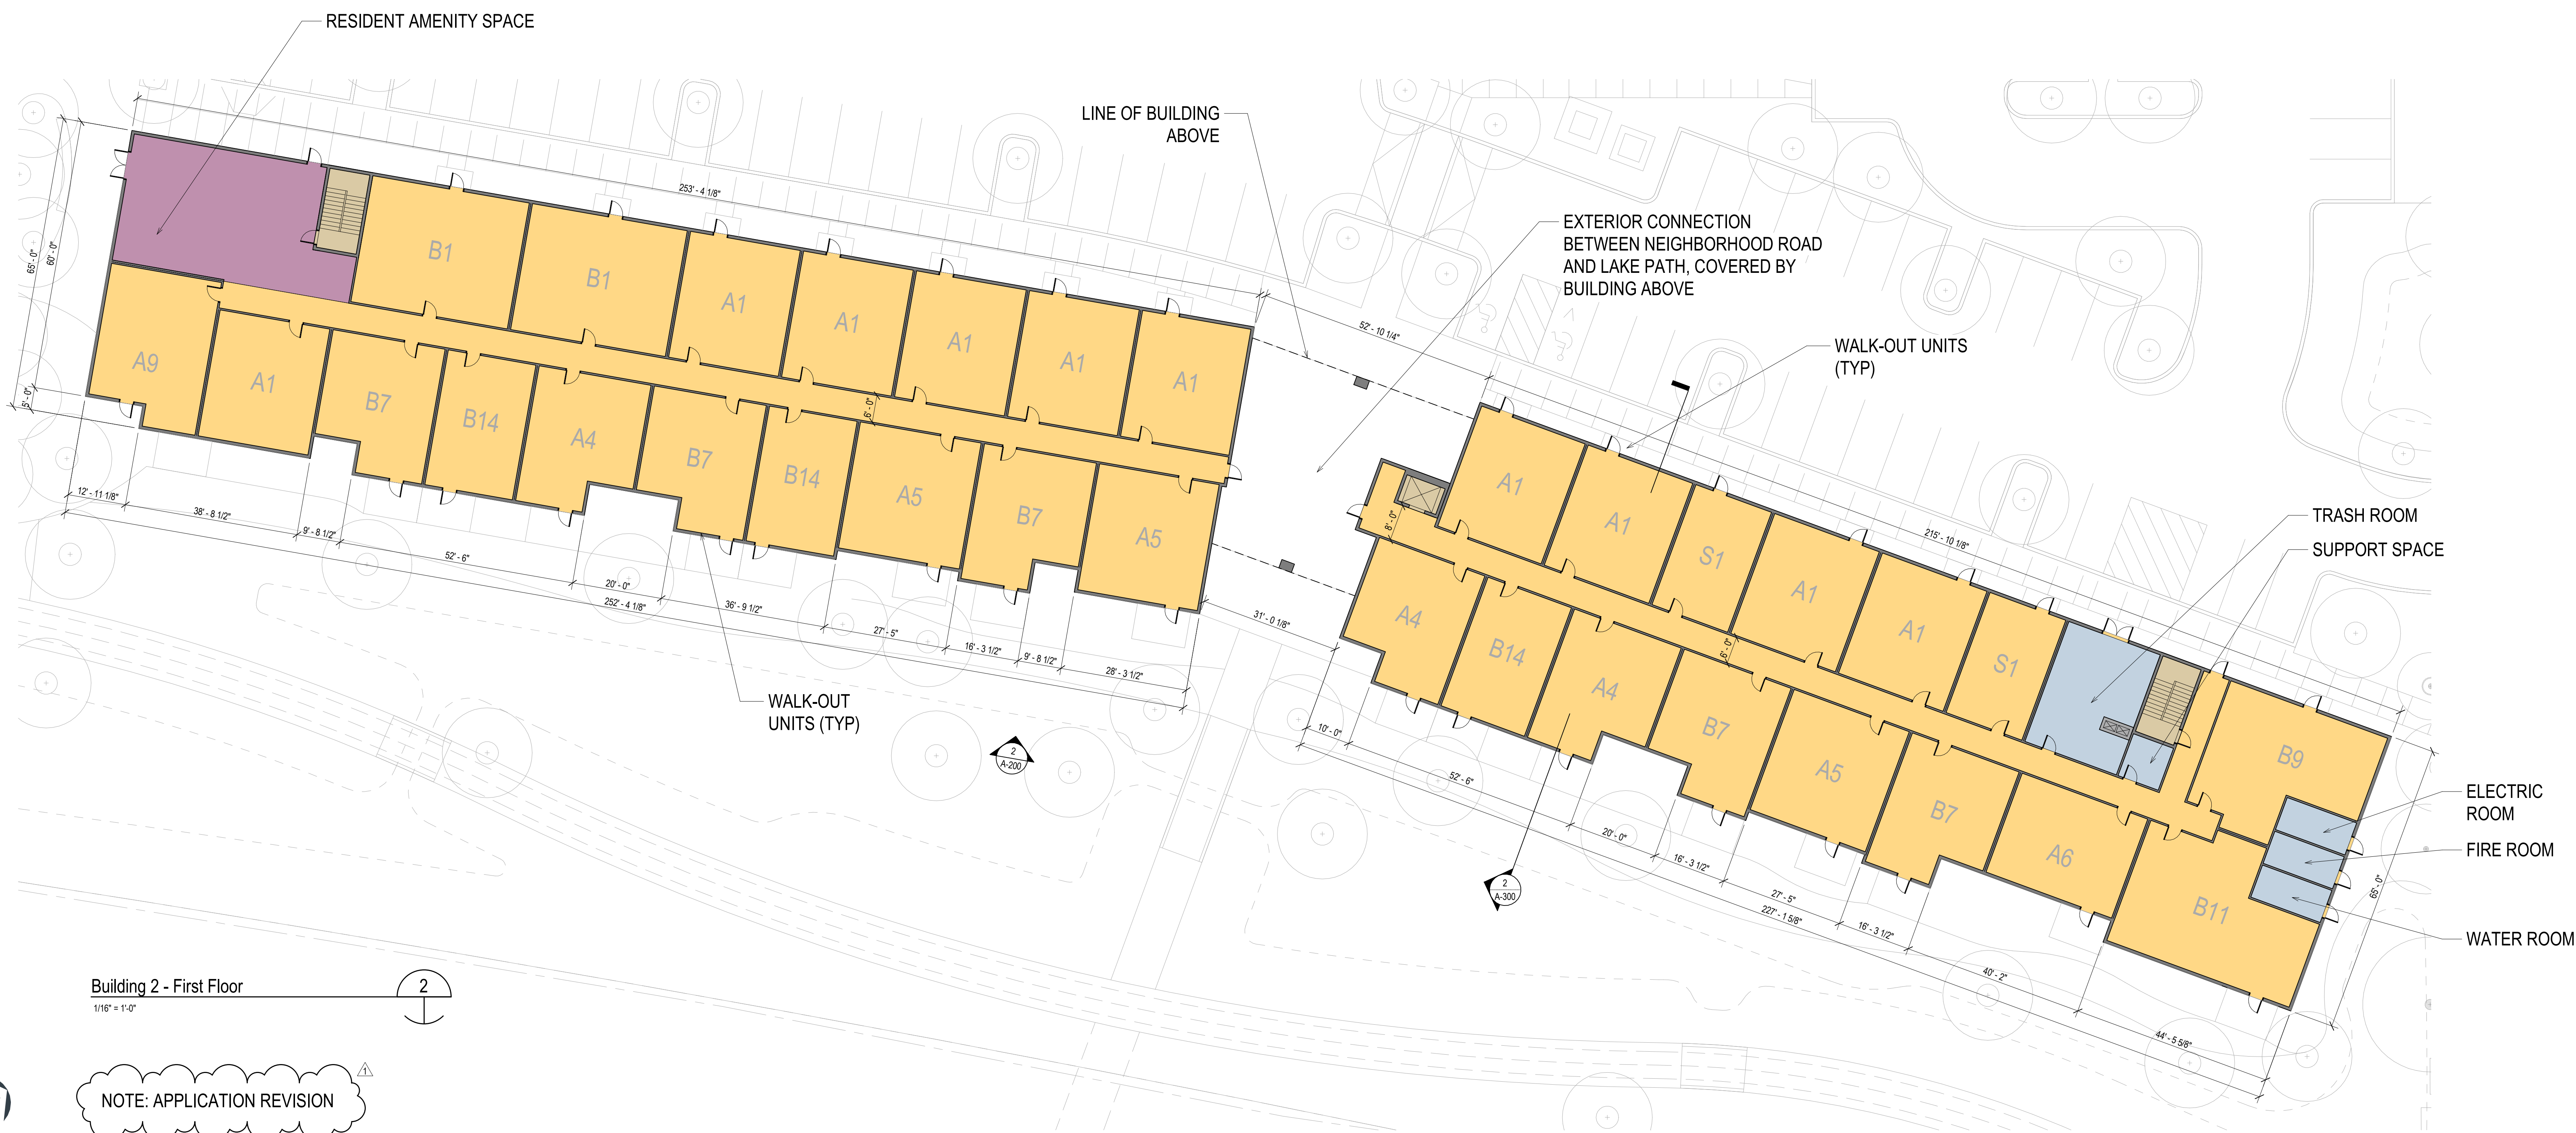 RESIDENT AMENITY SPACE
LINE OF BUILDING
ABOVE
EXTERIOR CONNECTION
BETWEEN NEIGHBORHOOD ROAD
AND LAKE PATH, COVERED BY
BUILDING ABOVE
WALK-OUT UNITS
(TYP)
TRASH ROOM
SUPPORT SPACE
ELECTRIC
ROOM
FIRE ROOM
WATER ROOM
WALK-OUT
UNITS (TYP)
253' - 4 1/8"
65' - 0"
60' - 0"
5' - 0"
B1
B1
A1
A1
A1
A1
A1
6' - 0"
A9
A1
B7
B14
A4
B7
B14
A5
B7
A5
12' - 11 1/8"
38' - 8 1/2"
9' - 8 1/2"
52' - 6"
20' - 0"
36' - 9 1/2"
27' - 5"
16' - 3 1/2"
9' - 8 1/2"
28' - 3 1/2"
252' - 4 1/8"
52' - 10 1/4"
31' - 0 1/8"
215' - 10 1/8"
8' - 0"
A1
A1
S1
A1
A1
S1
B9
6' - 0"
A4
B14
A4
B7
A5
B7
A6
B11
65' - 0"
10' - 0"
52' - 6"
20' - 0"
16' - 3 1/2"
27' - 5"
16' - 3 1/2"
40' - 2"
44' - 5 5/8"
227' - 1 5/8"
2
A-200
2
A-300
Building 2 - First Floor
2
1/16" = 1'-0"
1
NOTE: APPLICATION REVISION